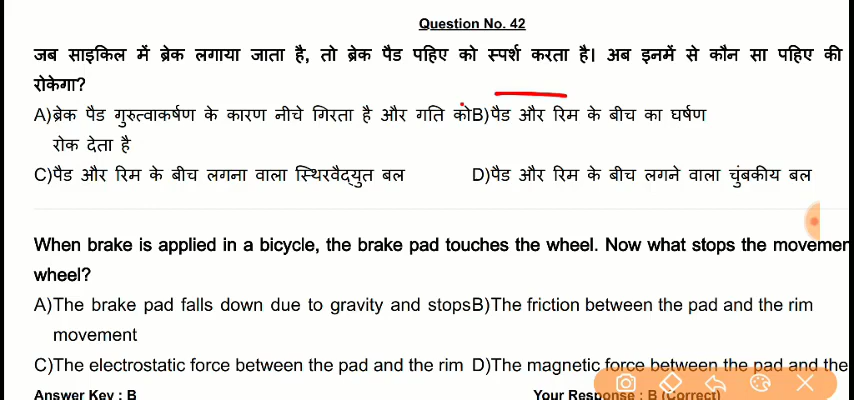 Question No. 42
जब साइकिल में ब्रेक लगाया जाता है, तो ब्रेक पैड पहिए को स्पर्श करता है। अब इनमें से कौन सा पहिए की
रोकेगा?
A)ब्रेक पैड गुरुत्वाकर्षण के कारण नीचे गिरता है और गति को B)पैड और रिम के बीच का घर्षण
रोक देता है
C)पैड और रिम के बीच लगना वाला स्थिरवैद्युत बल D)पैड और रिम के बीच लगने वाला चुंबकीय बल
When brake is applied in a bicycle, the brake pad touches the wheel. Now what stops the movemen
wheel?
A)The brake pad falls down due to gravity and stops B)The friction between the pad and the rim
movement
C)The electrostatic force between the pad and the rim D)The magnetic force between the pad and the
Answer Key : B Your Response : B (Correct)